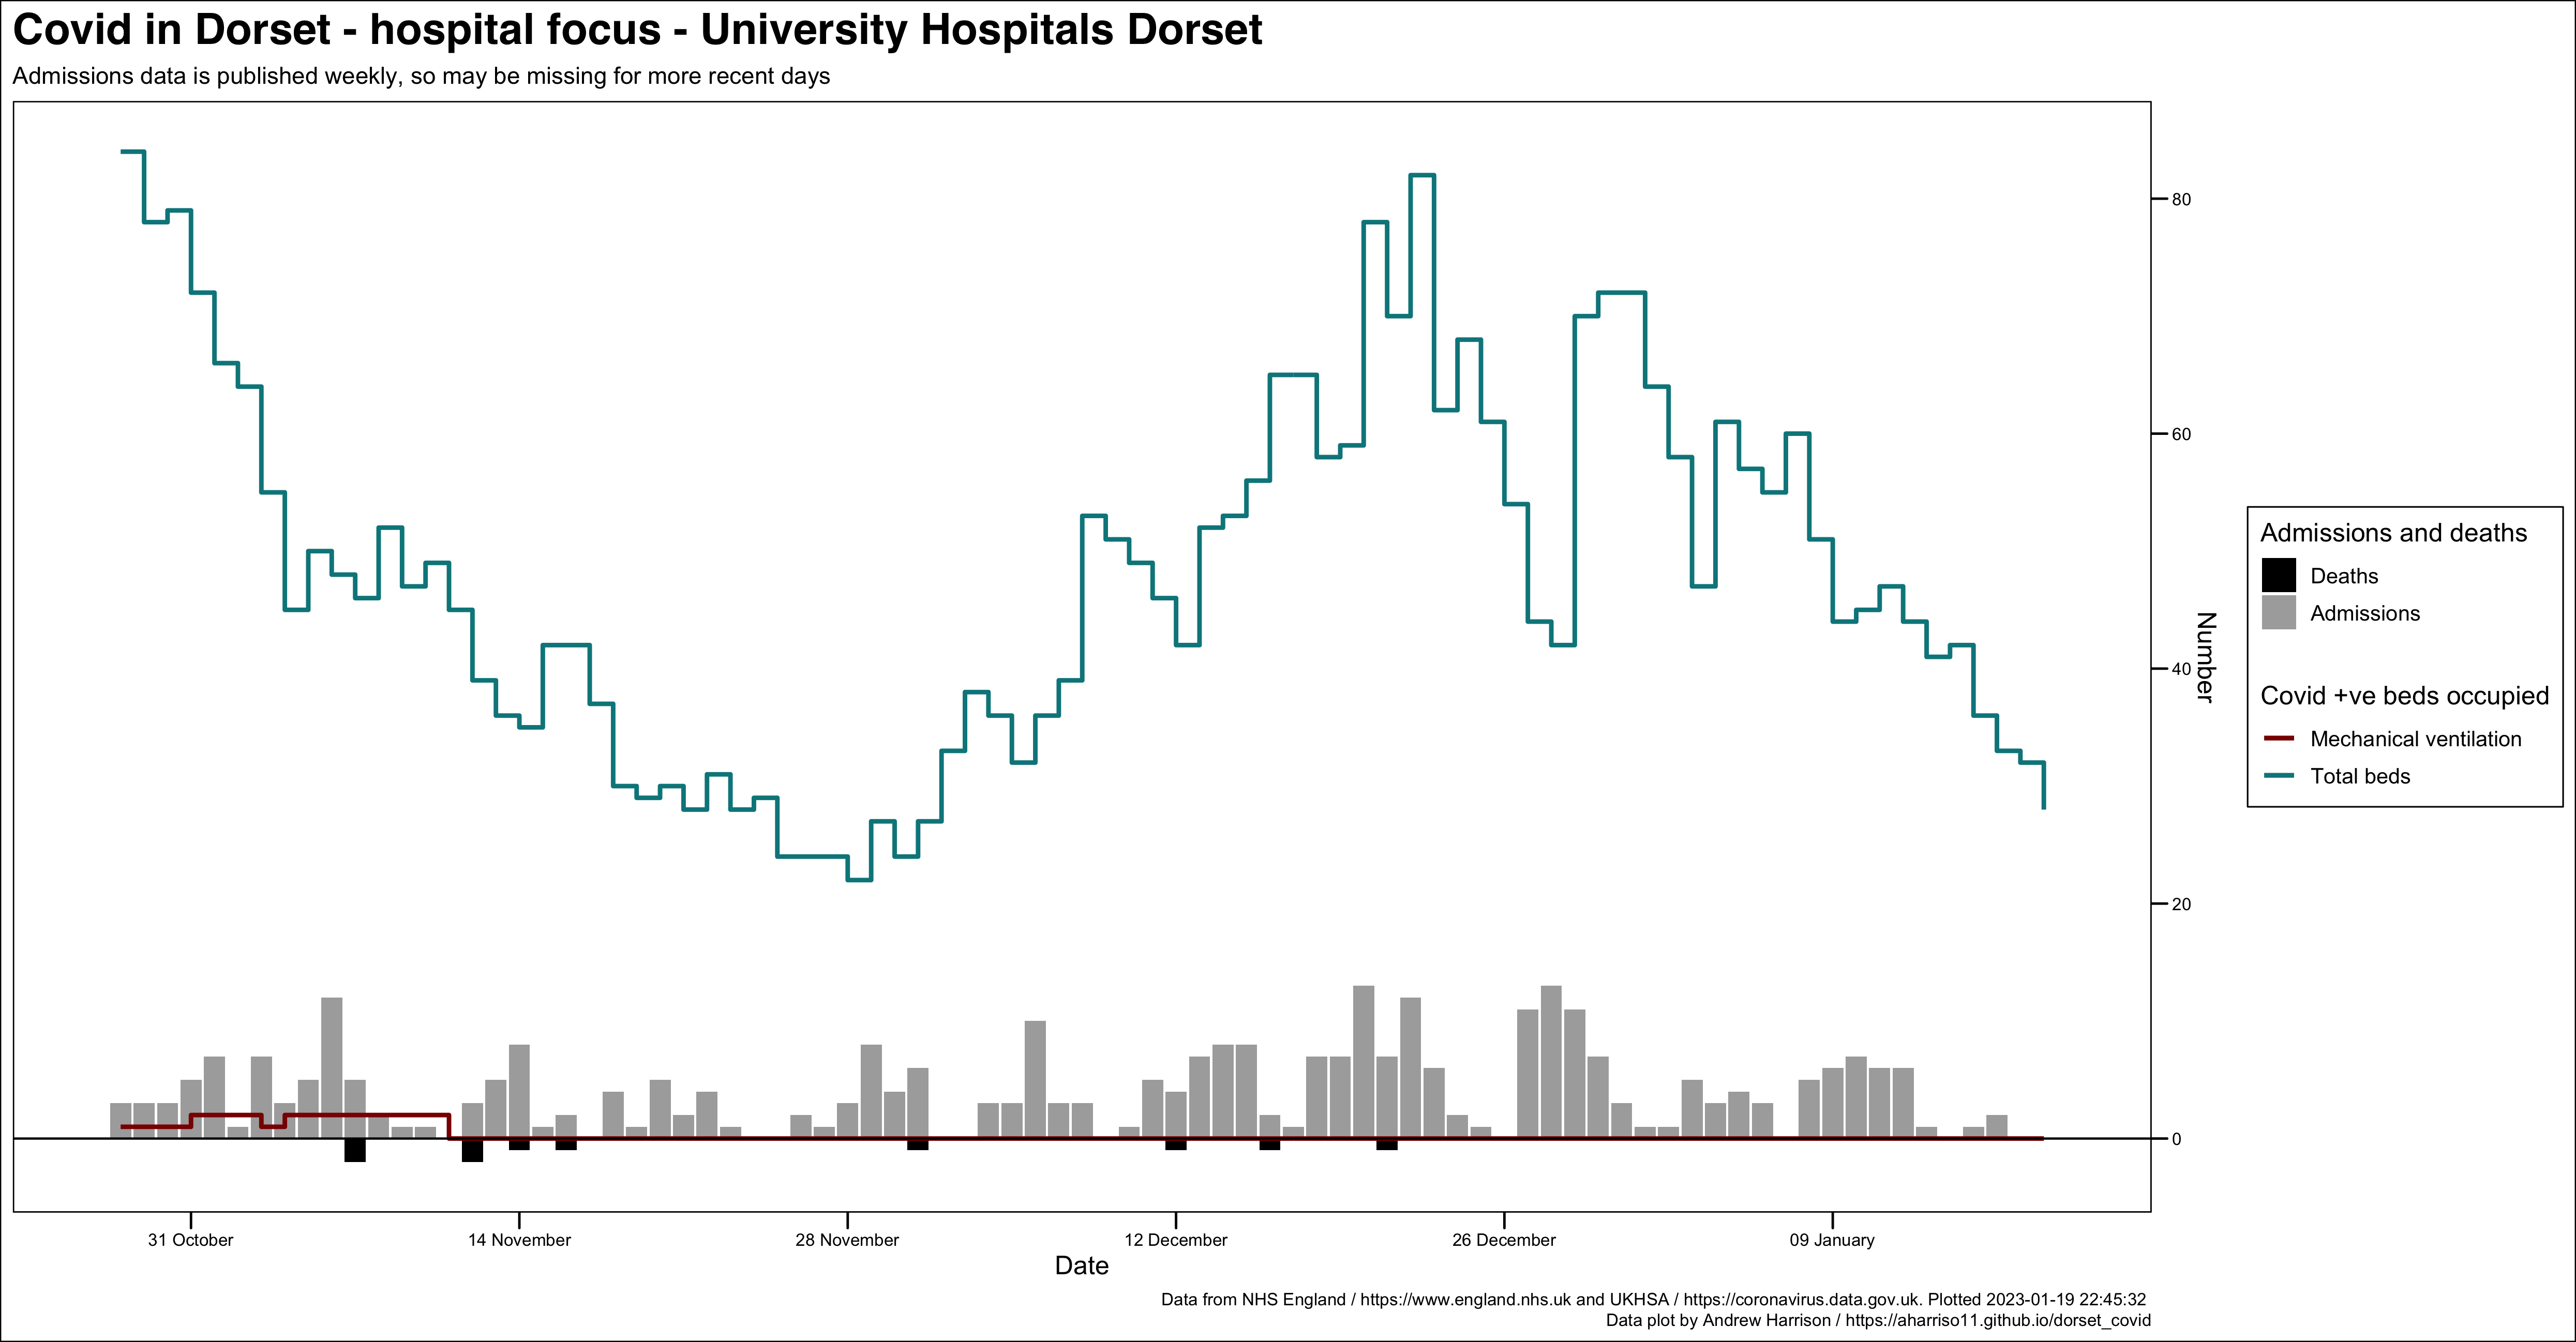 Covid in Dorset - hospital focus - University Hospitals Dorset
Admissions data is published weekly, so may be missing for more recent days
80
60
40
20
0
Number
Admissions and deaths
Deaths
Admissions
Covid +ve beds occupied
Mechanical ventilation
Total beds
31 October
14 November
28 November
12 December
26 December
09 January
Date
Data from NHS England / https://www.england.nhs.uk and UKHSA / https://coronavirus.data.gov.uk. Plotted 2023-01-19 22:45:32
Data plot by Andrew Harrison / https://aharriso11.github.io/dorset_covid